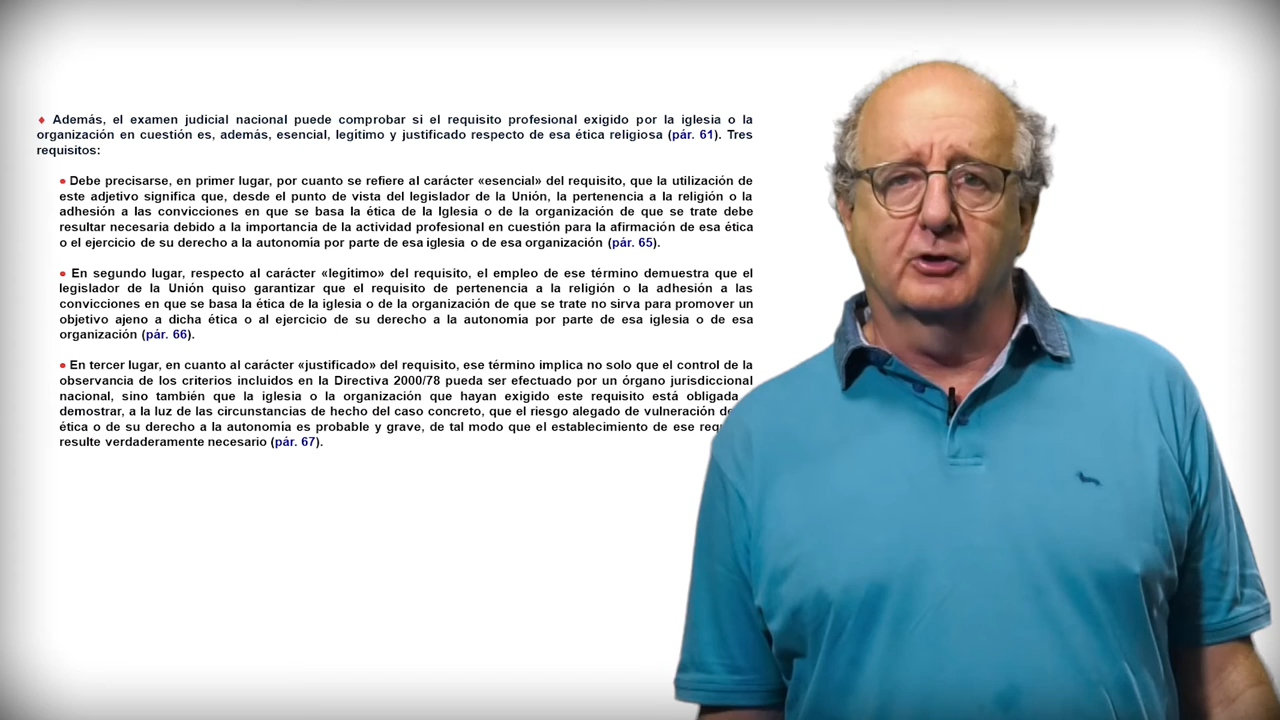 ♦ Además, el examen judicial nacional puede comprobar si el requisito profesional exigido por la iglesia o la
organización en cuestión es, además, esencial, legítimo y justificado respecto de esa ética religiosa (pár. 61). Tres
requisitos:
● Debe precisarse, en primer lugar, por cuanto se refiere al carácter «esencial» del requisito, que la utilización de
este adjetivo significa que, desde el punto de vista del legislador de la Unión, la pertenencia a la religión o la
adhesión a las convicciones en que se basa la ética de la Iglesia o de la organización de que se trate debe
resultar necesaria debido a la importancia de la actividad profesional en cuestión para la afirmación de esa ética
o el ejercicio de su derecho a la autonomía por parte de esa iglesia o de esa organización (pár. 65).
● En segundo lugar, respecto al carácter «legítimo» del requisito, el empleo de ese término demuestra que el
legislador de la Unión quiso garantizar que el requisito de pertenencia a la religión o la adhesión a las
convicciones en que se basa la ética de la iglesia o de la organización de que se trate no sirva para promover un
objetivo ajeno a dicha ética o al ejercicio de su derecho a la autonomía por parte de esa iglesia o de esa
organización (pár. 66).
● En tercer lugar, en cuanto al carácter «justificado» del requisito, ese término implica no solo que el control de la
observancia de los criterios incluidos en la Directiva 2000/78 pueda ser efectuado por un órgano jurisdiccional
nacional, sino también que la iglesia o la organización que hayan exigido este requisito está obligada
demostrar, a la luz de las circunstancias de hecho del caso concreto, que el riesgo alegado de vulneración
ética o de su derecho a la autonomía es probable y grave, de tal modo que el establecimiento de ese
resulte verdaderamente necesario (pár. 67).